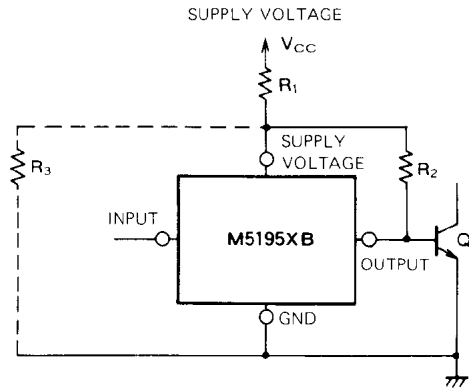 SUPPLY VOLTAGE
VCC
R1
SUPPLY
VOLTAGE
R2
R3
INPUT
M5195XB
OUTPUT
Q
GND